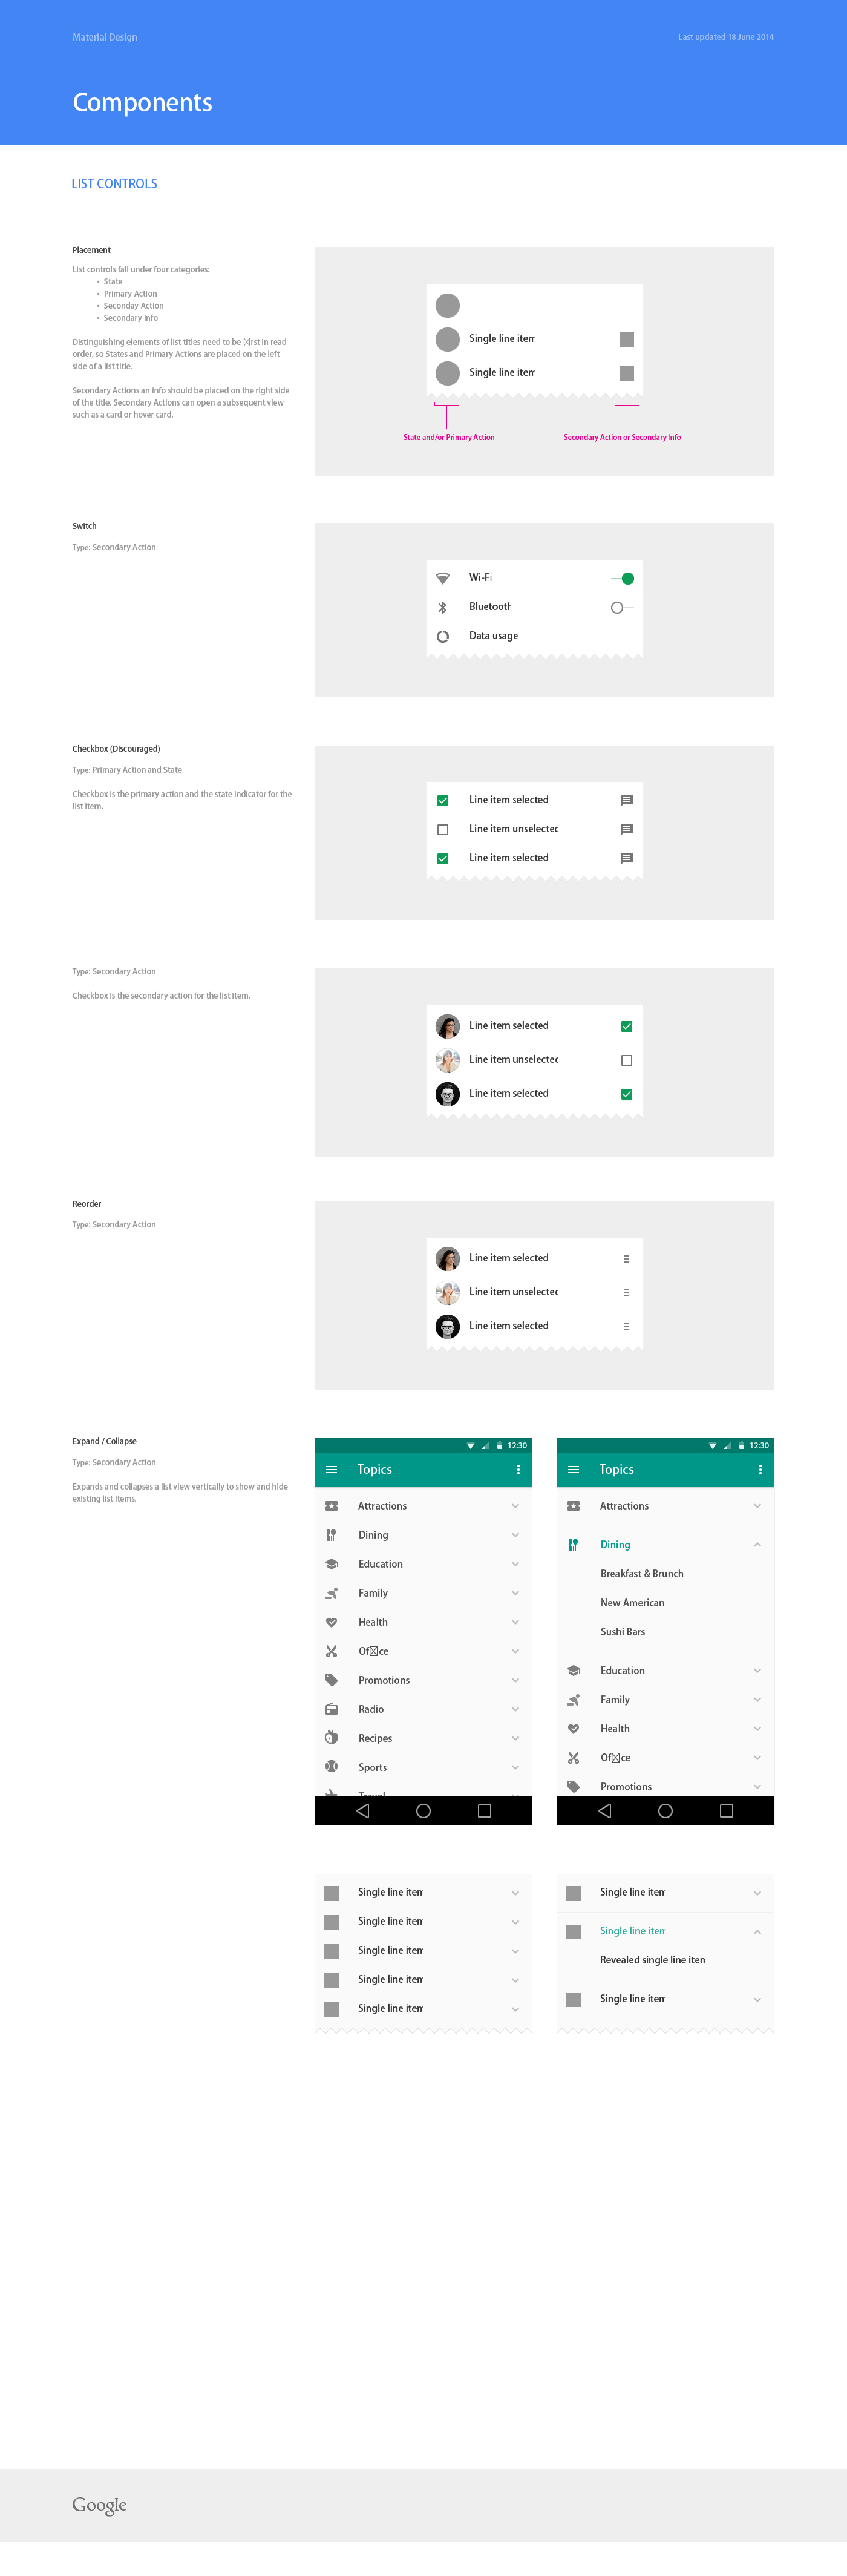 Material Design
Last updated 18 June 2014
Components
LIST CONTROLS
Placement
List controls fall under four categories:
• State
• Primary Action
• Seconday Action
• Secondary Info
Distinguishing elements of list titles need to be rst in read
order, so States and Primary Actions are placed on the left
side of a list title.
Secondary Actions an info should be placed on the right side
of the title. Secondary Actions can open a subsequent view
such as a card or hover card.
Single line item
Single line item
State and/or Primary Action
Secondary Action or Secondary Info
Switch
Type: Secondary Action
Wi-Fi
Bluetooth
Data usage
Checkbox (Discouraged)
Type: Primary Action and State
Checkbox is the primary action and the state indicator for the
list item.
Line item selected
Line item unselected
Line item selected
Type: Secondary Action
Checkbox is the secondary action for the list item.
Line item selected
Line item unselected
Line item selected
Reorder
Type: Secondary Action
Line item selected
Line item unselected
Line item selected
Expand / Collapse
Type: Secondary Action
Expands and collapses a list view vertically to show and hide
existing list items.
12:30
Topics
Attractions
Dining
Education
Family
Health
Of ce
Promotions
Radio
Recipes
Sports
Travel
12:30
Topics
Attractions
Dining
Breakfast & Brunch
New American
Sushi Bars
Education
Family
Health
Of ce
Promotions
Single line item
Single line item
Single line item
Single line item
Single line item
Single line item
Single line item
Revealed single line item
Single line item
Google